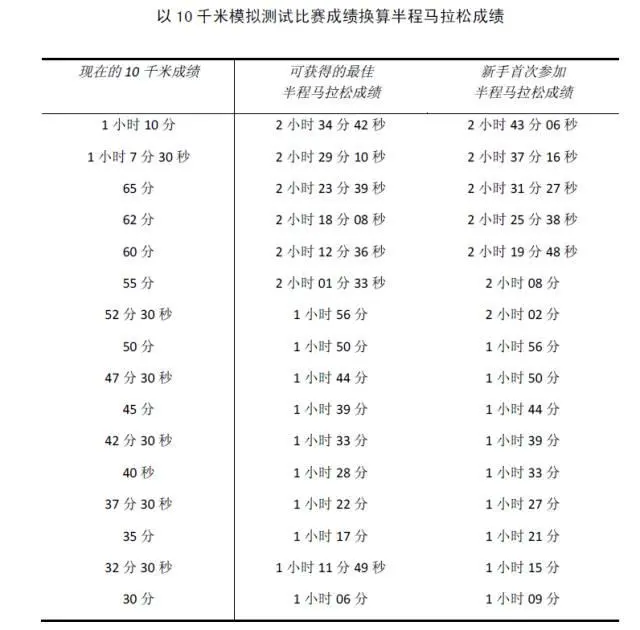 以 10 千米模拟测试比赛成绩换算半程马拉松成绩
现在的 10 千米成绩 可获得的最佳 新手首次参加
半程马拉松成绩 半程马拉松成绩
1 小时 10 分 2 小时 34 分 42 秒 2 小时 43 分 06 秒
1 小时 7 分 30 秒 2 小时 29 分 10 秒 2 小时 37 分 16 秒
65 分 2 小时 23 分 39 秒 2 小时 31 分 27 秒
62 分 2 小时 18 分 08 秒 2 小时 25 分 38 秒
60 分 2 小时 12 分 36 秒 2 小时 19 分 48 秒
55 分 2 小时 01 分 33 秒 2 小时 08 分
52 分 30 秒 1 小时 56 分 2 小时 02 分
50 分 1 小时 50 分 1 小时 56 分
47 分 30 秒 1 小时 44 分 1 小时 50 分
45 分 1 小时 39 分 1 小时 44 分
42 分 30 秒 1 小时 33 分 1 小时 39 分
40 秒 1 小时 28 分 1 小时 33 分
37 分 30 秒 1 小时 22 分 1 小时 27 分
35 分 1 小时 17 分 1 小时 21 分
32 分 30 秒 1 小时 11 分 49 秒 1 小时 15 分
30 分 1 小时 06 分 1 小时 09 分